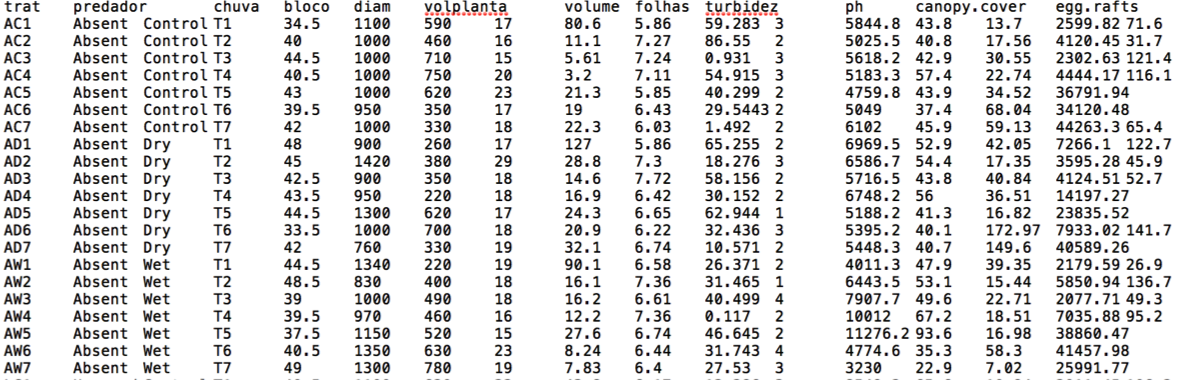 trat predador chuva bloco diam volplanta volume folhas turbidez ph canopy.cover egg.rafts
AC1 Absent Control T1 34.5 1100 590 17 80.6 5.86 59.283 3 5844.8 43.8 13.7 2599.82 71.6
AC2 Absent Control T2 40 1000 460 16 11.1 7.27 86.55 2 5025.5 40.8 17.56 4120.45 31.7
AC3 Absent Control T3 44.5 1000 710 15 5.61 7.24 0.931 3 5618.2 42.9 30.55 2302.63 121.4
AC4 Absent Control T4 40.5 1000 750 20 3.2 7.11 54.915 3 5183.3 57.4 22.74 4444.17 116.1
AC5 Absent Control T5 43 1000 620 23 21.3 5.85 40.299 2 4759.8 43.9 34.52 36791.94
AC6 Absent Control T6 39.5 950 350 17 19 6.43 29.5443 2 5049 37.4 68.04 34120.48
AC7 Absent Control T7 42 1000 330 18 22.3 6.03 1.492 2 6102 45.9 59.13 44263.3 65.4
AD1 Absent Dry T1 48 900 260 17 127 5.86 65.255 2 6969.5 52.9 42.05 7266.1 122.7
AD2 Absent Dry T2 45 1420 380 29 28.8 7.3 18.276 3 6586.7 54.4 17.35 3595.28 45.9
AD3 Absent Dry T3 42.5 900 350 18 14.6 7.72 58.156 2 5716.5 43.8 40.84 4124.51 52.7
AD4 Absent Dry T4 43.5 950 220 18 16.9 6.42 30.152 2 6748.2 56 36.51 14197.27
AD5 Absent Dry T5 44.5 1300 620 17 24.3 6.65 62.944 1 5188.2 41.3 16.82 23835.52
AD6 Absent Dry T6 33.5 1000 700 18 20.9 6.22 32.436 3 5395.2 40.1 172.97 7933.02 141.7
AD7 Absent Dry T7 42 760 330 19 32.1 6.74 10.571 2 5448.3 40.7 149.6 40589.26
AW1 Absent Wet T1 44.5 1340 220 19 90.1 6.58 26.371 2 4011.3 47.9 39.35 2179.59 26.9
AW2 Absent Wet T2 48.5 830 400 18 16.1 7.36 31.465 1 6443.5 53.1 15.44 5850.94 136.7
AW3 Absent Wet T3 39 1000 490 18 16.2 6.61 40.499 4 7907.7 49.6 22.71 2077.71 49.3
AW4 Absent Wet T4 39.5 970 460 16 12.2 7.36 0.117 2 10012 67.2 18.51 7035.88 95.2
AW5 Absent Wet T5 37.5 1150 520 15 27.6 6.74 46.645 2 11276.2 93.6 16.98 38860.47
AW6 Absent Wet T6 40.5 1350 630 23 8.24 6.44 31.743 4 4774.6 35.3 58.3 41457.98
AW7 Absent Wet T7 49 1300 780 19 7.83 6.4 27.53 3 3230 22.9 7.02 25991.77